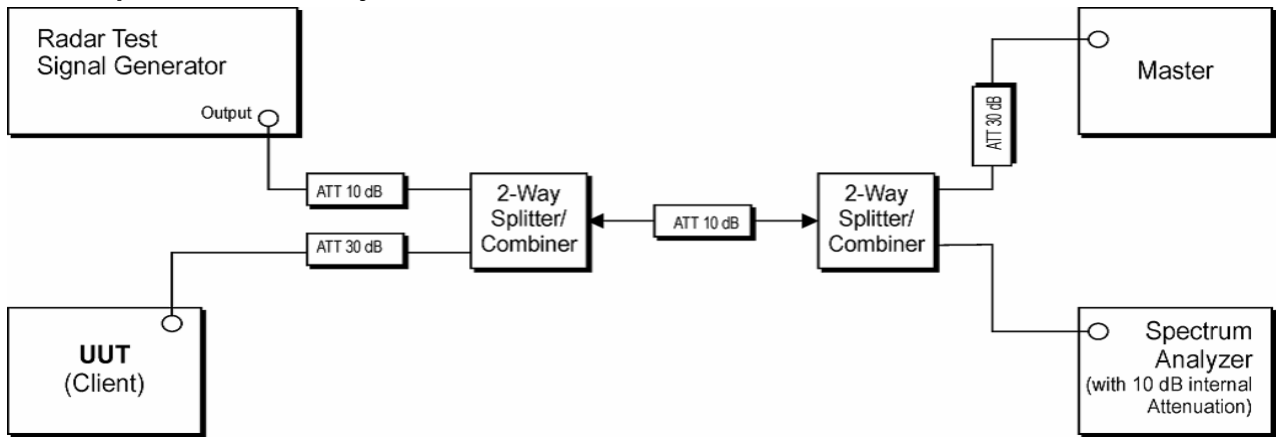 Radar Test
Signal Generator
Output
ATT 10 dB
ATT 30 dB
2-Way
Splitter/
Combiner
ATT 10 dB
2-Way
Splitter/
Combiner
ATT 30 dB
Master
UUT
(Client)
Spectrum
Analyzer
(with 10 dB internal
Attenuation)